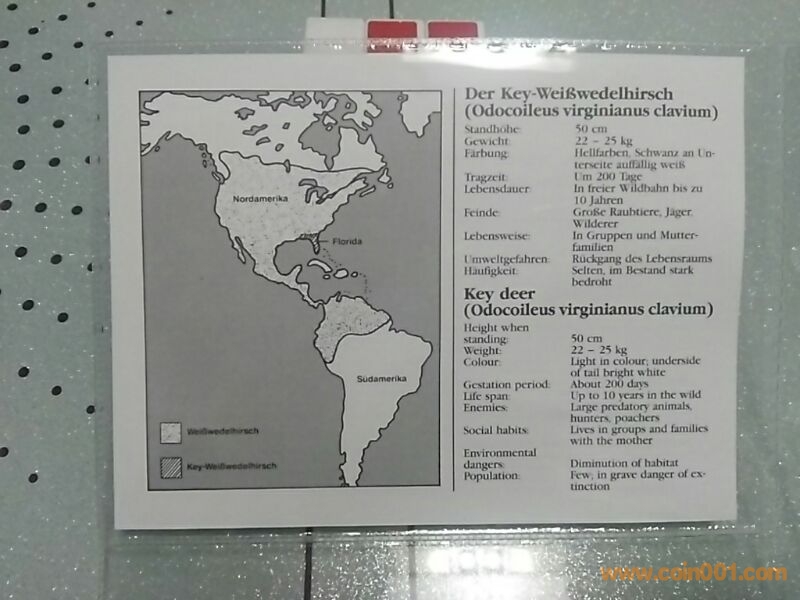 Nordamerika
Florida
Südamerika
Weißwedelhirsch
Key-Weißwedelhirsch
Der Key-Weißwedelhirsch
(Odocoileus virginianus clavium)
Standhöhe: 50 cm
Gewicht: 22 – 25 kg
Färbung: Hellfarben, Schwanz an Un-
terseite auffällig weiß
Tragzeit: Um 200 Tage
Lebensdauer: In freier Wildbahn bis zu
10 Jahren
Feinde: Große Raubtiere, Jäger,
Wilderer
Lebensweise: In Gruppen und Mutter-
familien
Umweltgefahren: Rückgang des Lebensraums
Häufigkeit: Selten, im Bestand stark
bedroht
Key deer
(Odocoileus virginianus clavium)
Height when
standing: 50 cm
Weight: 22 – 25 kg
Colour: Light in colour; underside
of tail bright white
Gestation period: About 200 days
Life span: Up to 10 years in the wild
Enemies: Large predatory animals,
hunters, poachers
Social habits: Lives in groups and families
with the mother
Environmental
dangers: Diminution of habitat
Population: Few; in grave danger of ex-
tinction
www.coin001.com